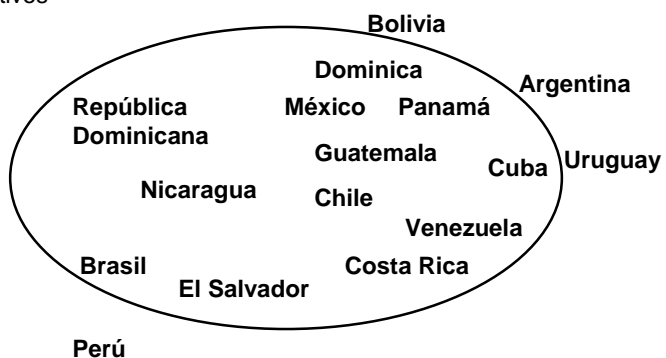 tivos
Bolivia
Dominica
Argentina
República
Dominicana
México
Panamá
Guatemala
Cuba
Uruguay
Nicaragua
Chile
Venezuela
Brasil
Costa Rica
El Salvador
Perú